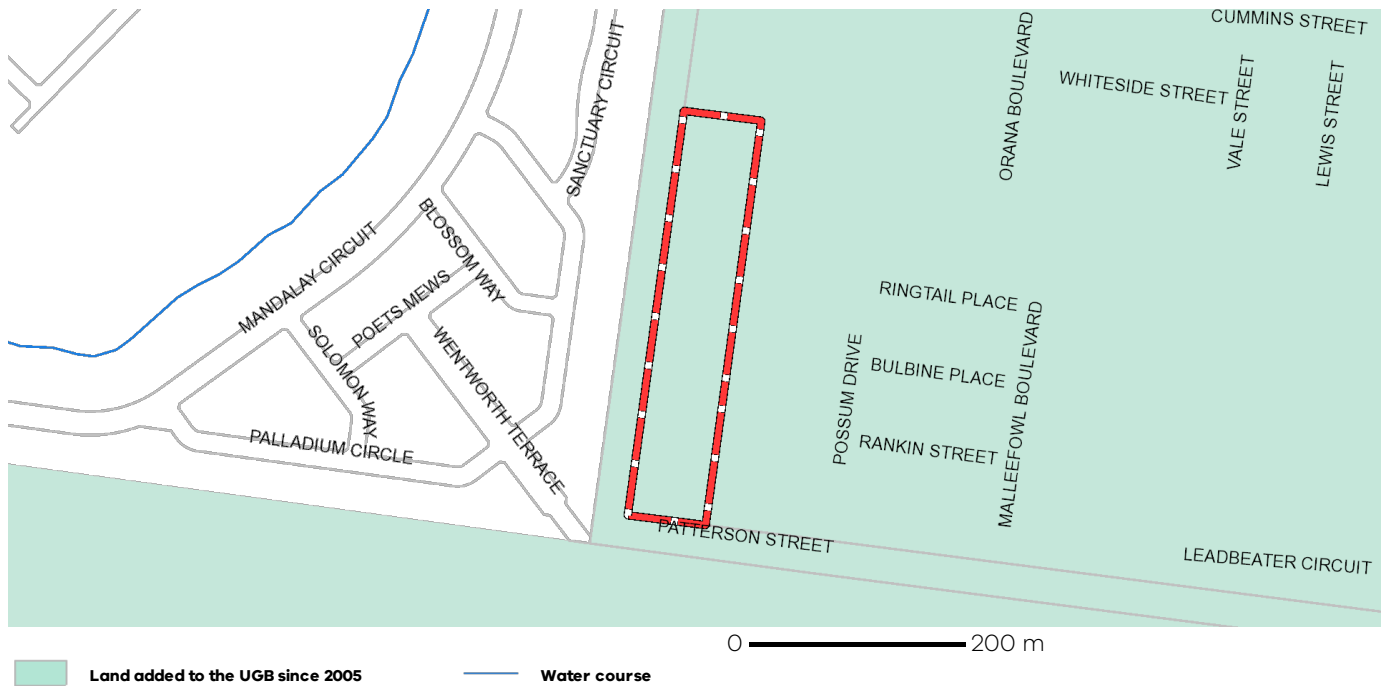 CUMMINS STREET
SANCTUARY CIRCUIT
ORANA BOULEVARD
WHITESIDE STREET
VALE STREET
LEWIS STREET
BLOSSOM WAY
MANDALAY CIRCUIT
POETS MEWS
RINGTAIL PLACE
SOLOMON WAY
WENTWORTH TERRACE
POSSUM DRIVE
BULBINE PLACE
MALLEEFOWL BOULEVARD
PALLADIUM CIRCLE
RANKIN STREET
PATTERSON STREET
LEADBEATER CIRCUIT
0 200 m
Land added to the UGB since 2005
Water course